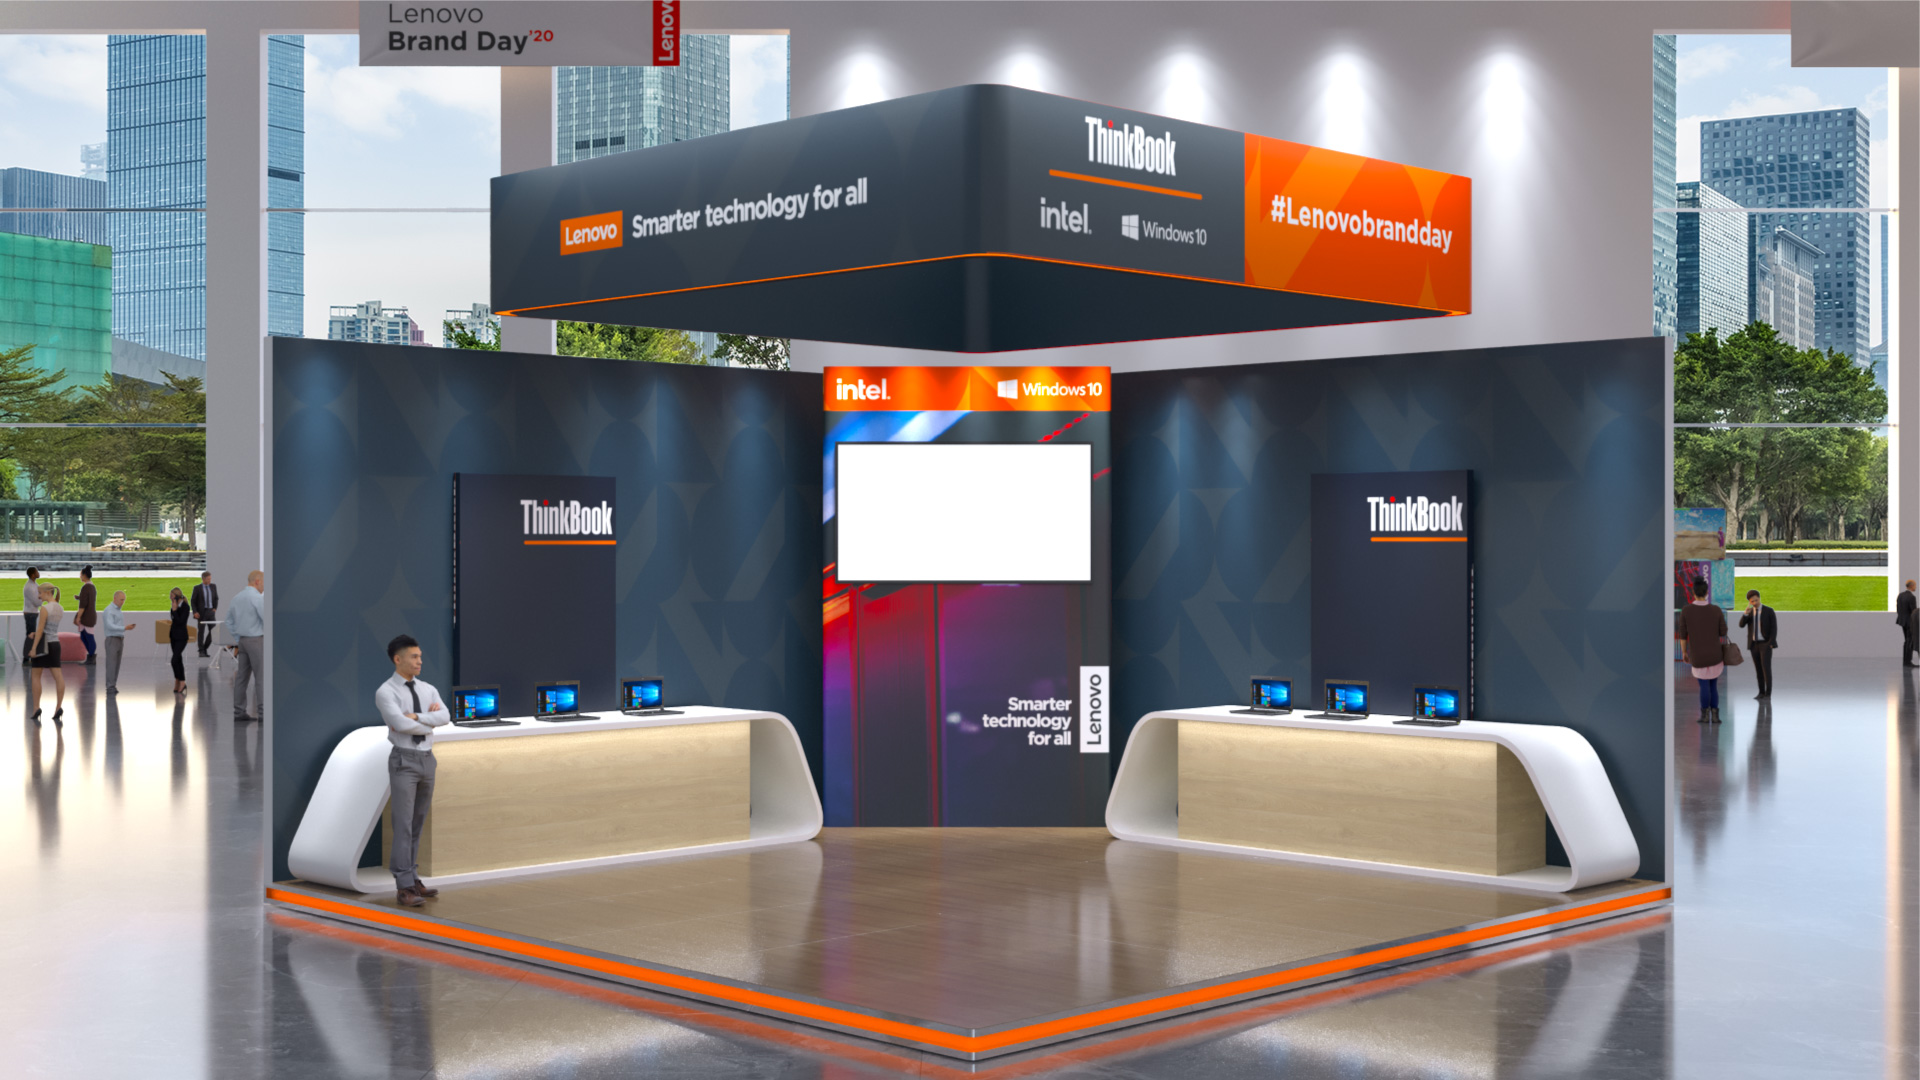 Lenovo
Brand Day'20
Lenovo
Lenovo
Smarter technology for all
ThinkBook
intel.
Windows 10
#Lenovobrandday
intel.
Windows 10
ThinkBook
ThinkBook
Smarter
technology
for all
Lenovo